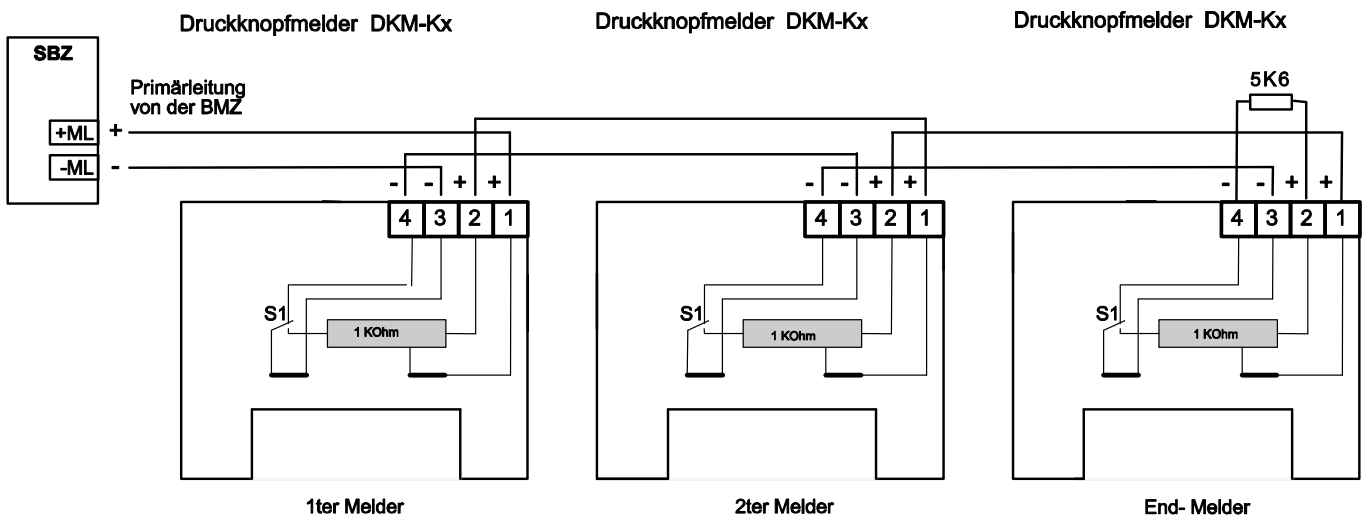 Druckknopfmelder DKM-Kx
Druckknopfmelder DKM-Kx
Druckknopfmelder DKM-Kx
SBZ
Primärleitung
von der BMZ
5K6
+ML +
-ML -
- - + +
- - + +
- - + +
4 3 2 1
4 3 2 1
4 3 2 1
S1
S1
S1
1 KOhm
1 KOhm
1 KOhm
1ter Melder
2ter Melder
End- Melder